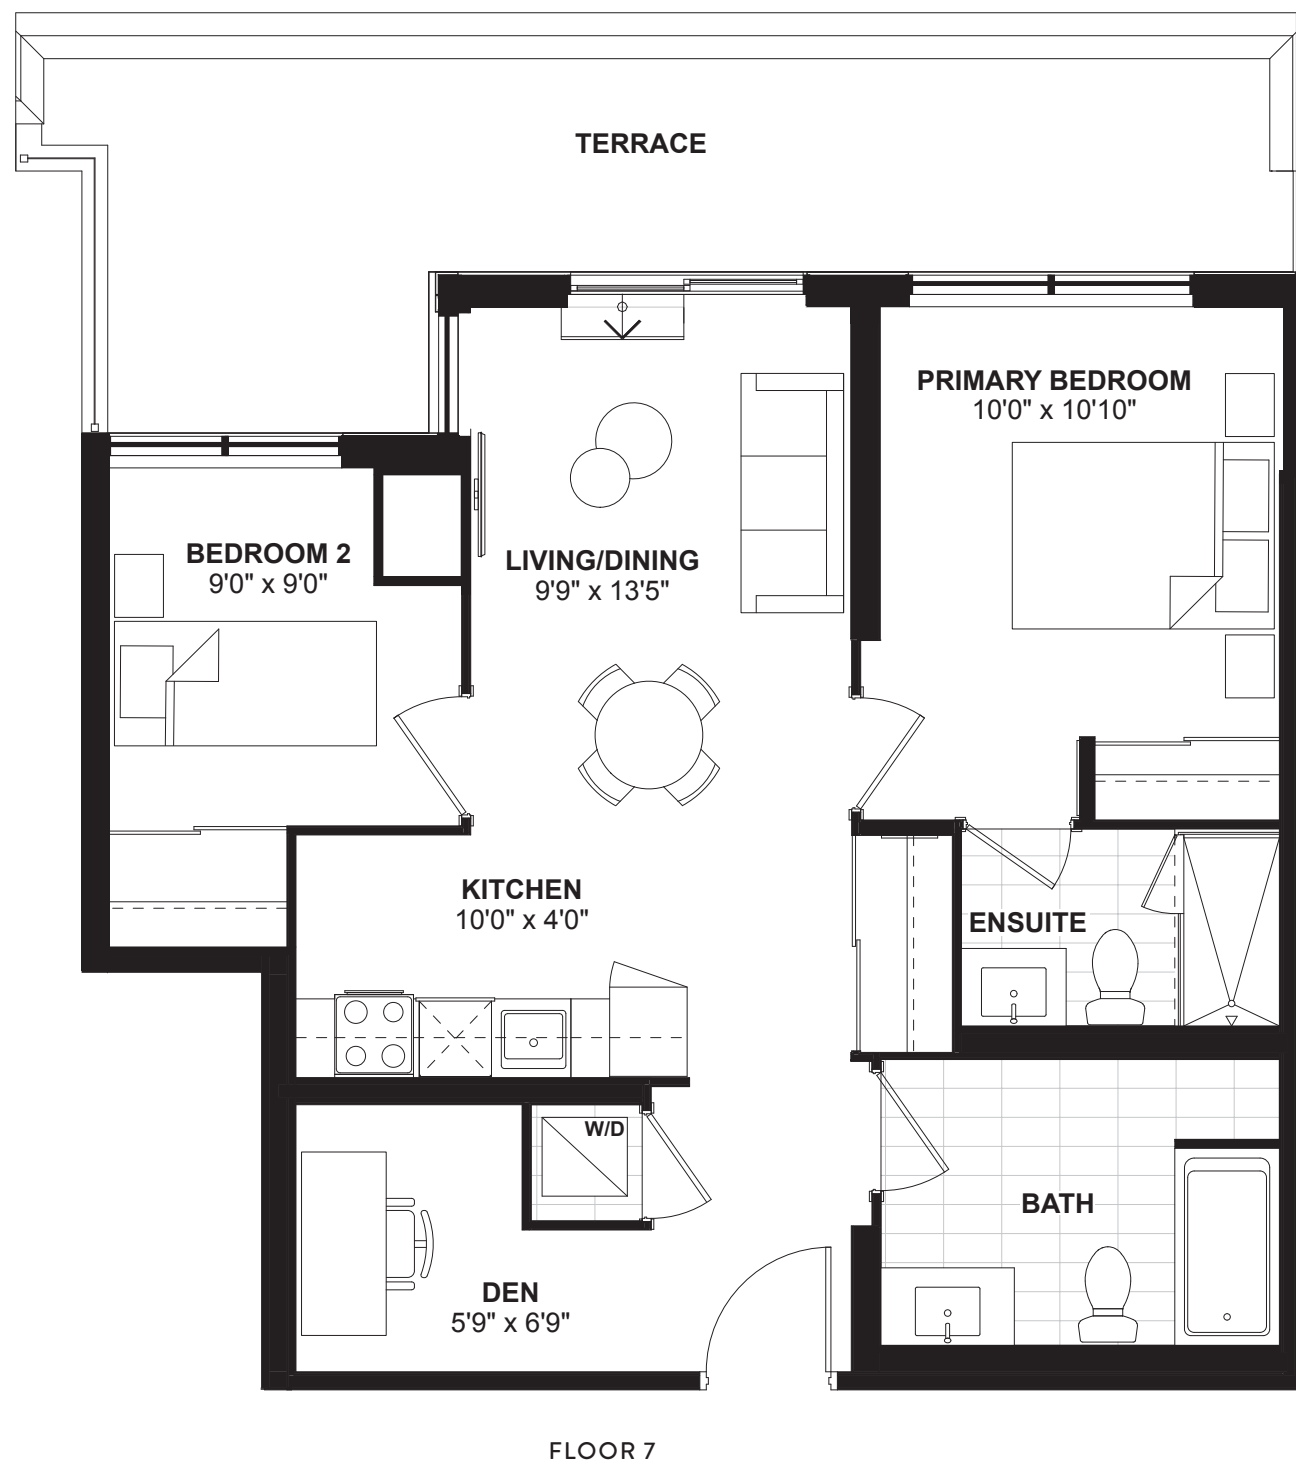 TERRACE
PRIMARY BEDROOM
10'0" x 10'10"
BEDROOM 2
9'0" x 9'0"
LIVING/DINING
9'9" x 13'5"
KITCHEN
10'0" x 4'0"
ENSUITE
W/D
BATH
DEN
5'9" x 6'9"
FLOOR 7